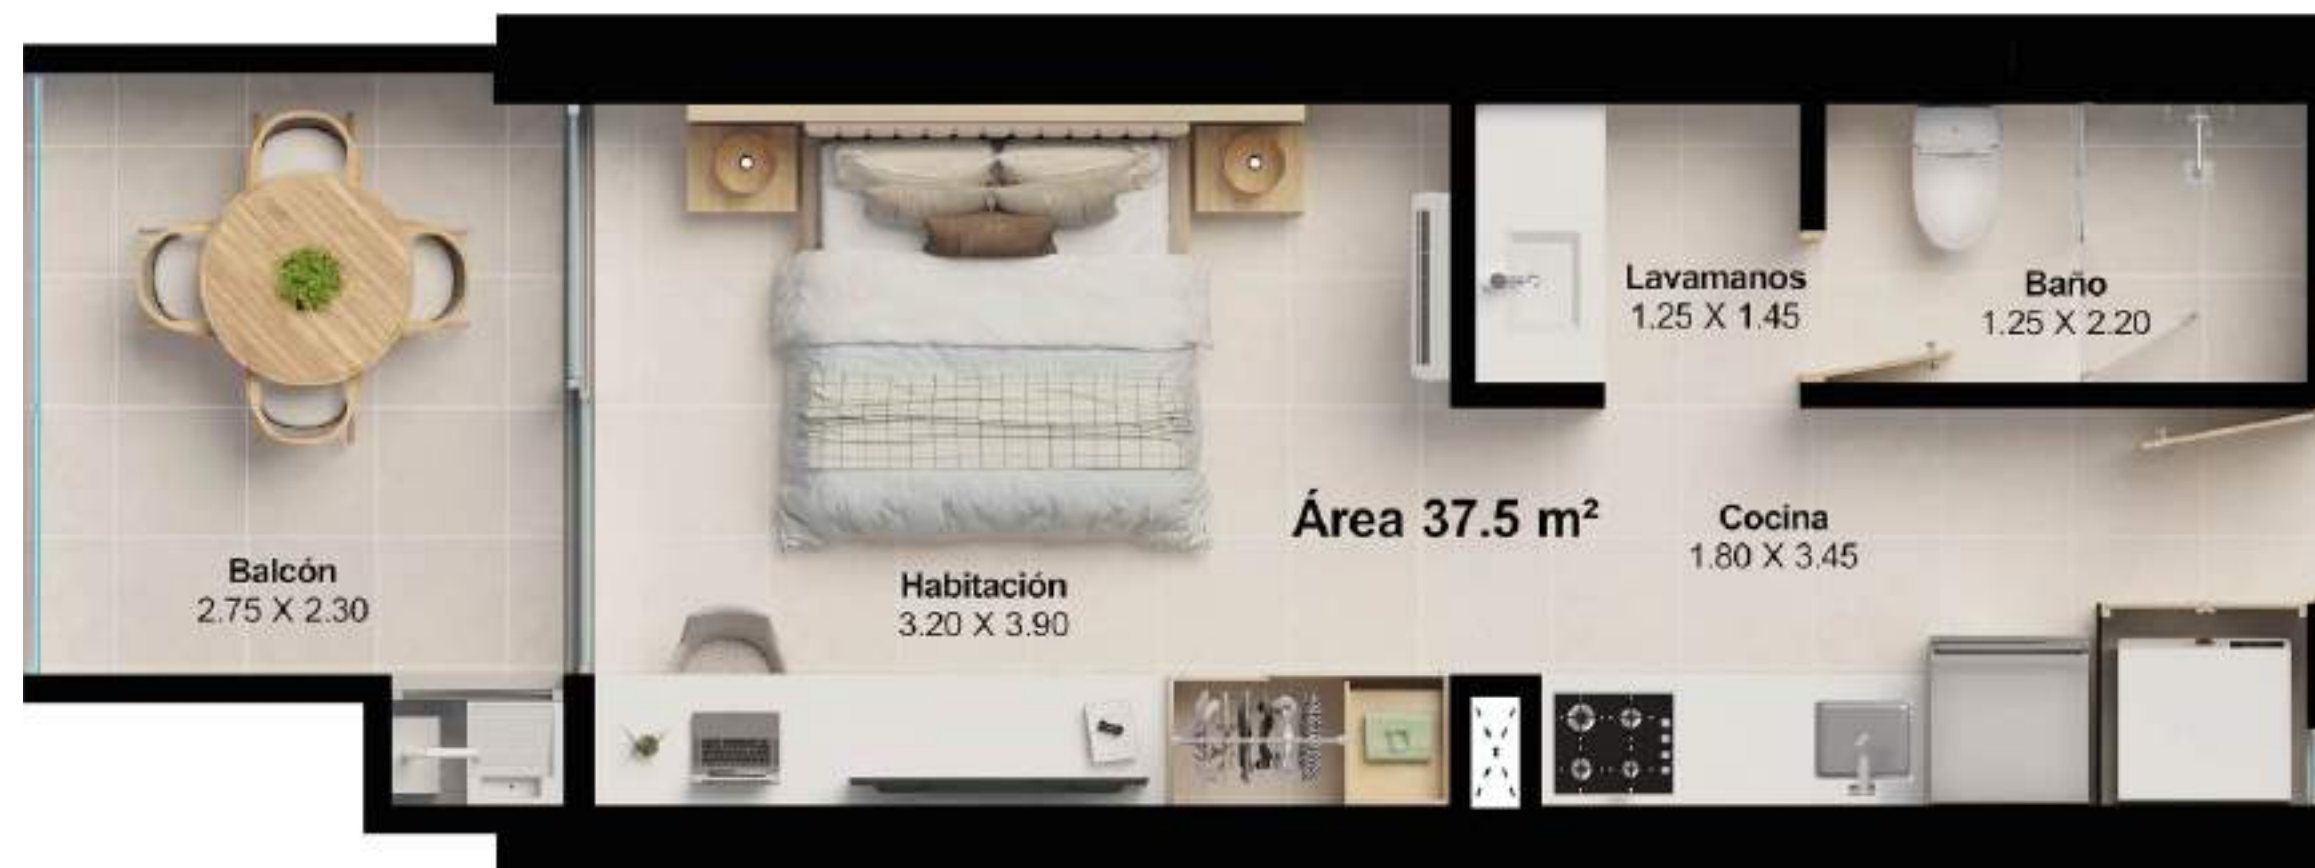 Lavamanos
1.25 X 1.45
Baño
1.25 X 2.20
Área 37.5 m²
Cocina
1.80 X 3.45
Balcón
2.75 X 2.30
Habitación
3.20 X 3.90